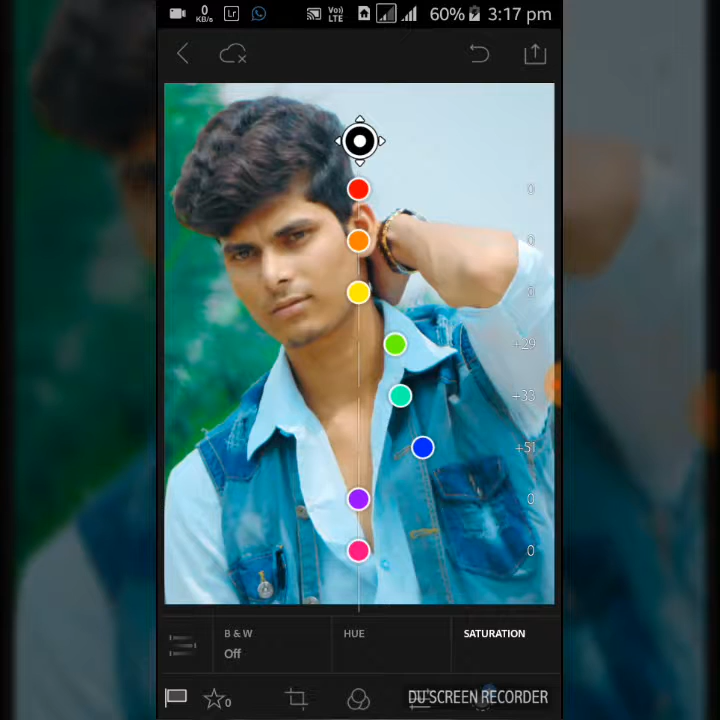 0 KB/s Lr Vo)) LTE 60% 3:17 pm
0
0
0
+29
+33
+51
0
0
B & W HUE SATURATION
Off
0 DU SCREEN RECORDER